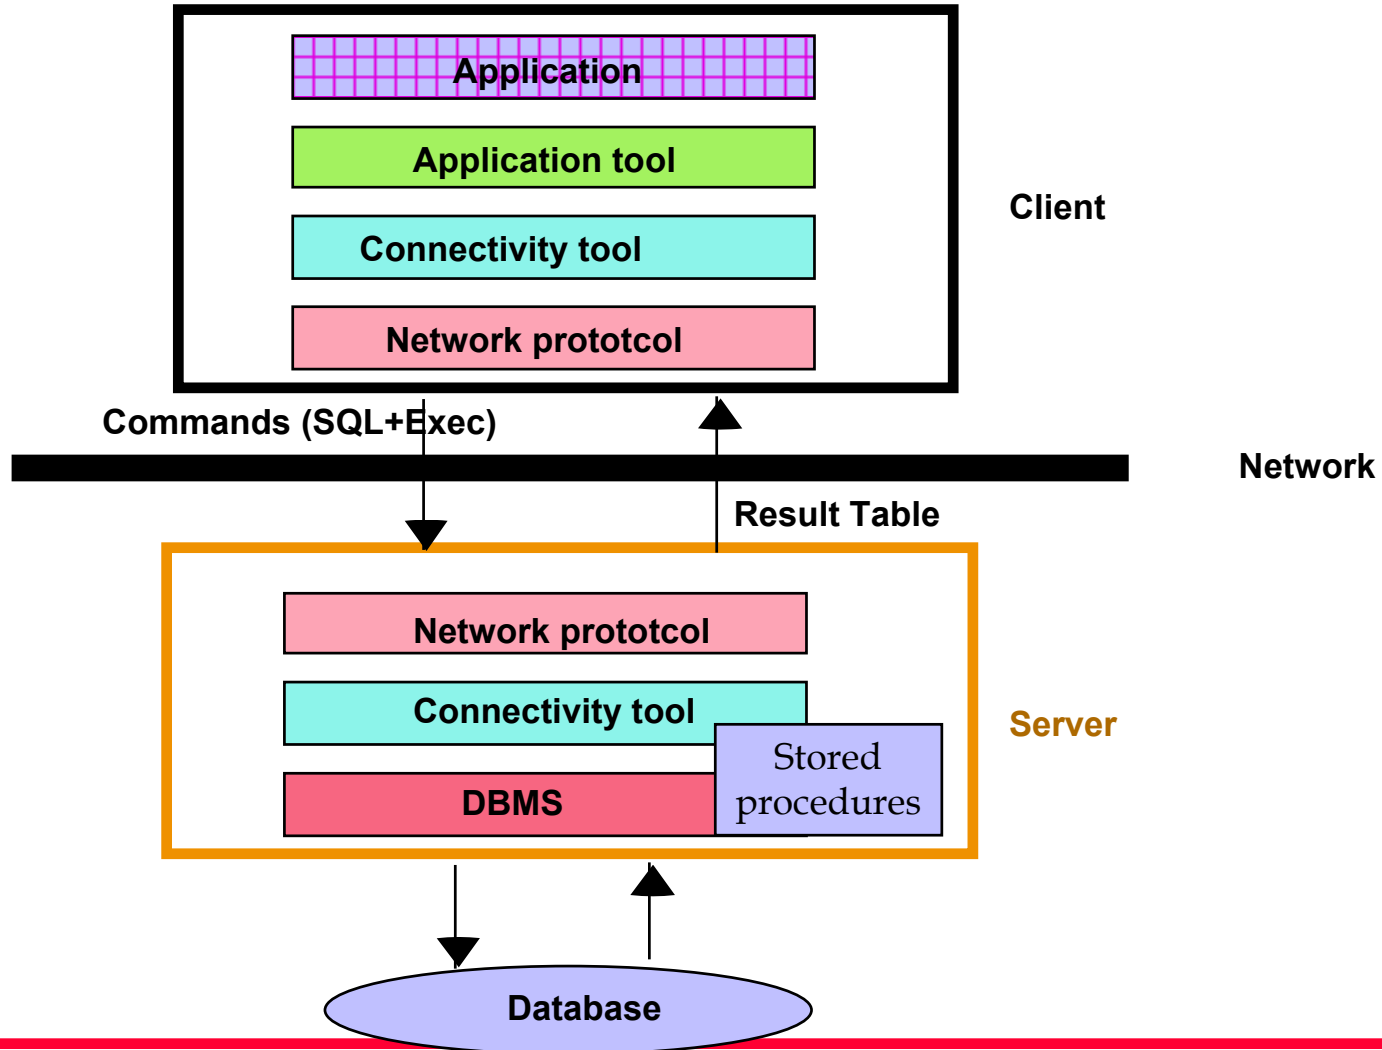 Application
Application tool
Connectivity tool
Network prototcol
Client
Commands (SQL+Exec)
Network
Result Table
Network prototcol
Connectivity tool
Server
Stored
procedures
DBMS
Database